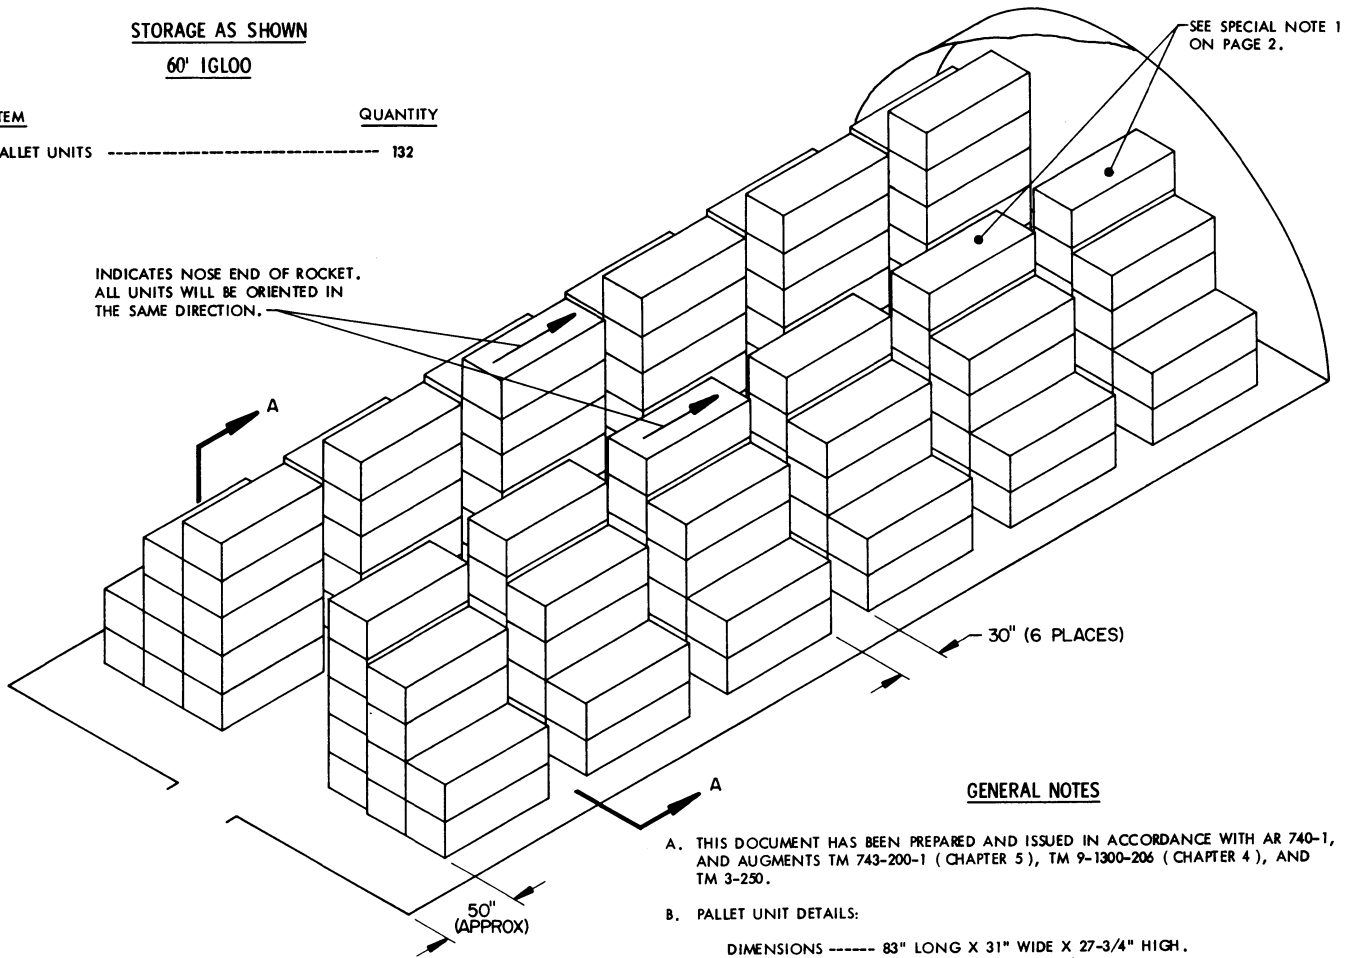 STORAGE AS SHOWN
60' IGLOO
TEM QUANTITY
ALLET UNITS ------------------------------------ 132
SEE SPECIAL NOTE 1
ON PAGE 2.
INDICATES NOSE END OF ROCKET.
ALL UNITS WILL BE ORIENTED IN
THE SAME DIRECTION.
A
30" (6 PLACES)
A
50"
(APPROX)
GENERAL NOTES
A. THIS DOCUMENT HAS BEEN PREPARED AND ISSUED IN ACCORDANCE WITH AR 740-1,
AND AUGMENTS TM 743-200-1 (CHAPTER 5), TM 9-1300-206 (CHAPTER 4), AND
TM 3-250.
B. PALLET UNIT DETAILS:
DIMENSIONS ------ 83" LONG X 31" WIDE X 27-3/4" HIGH.